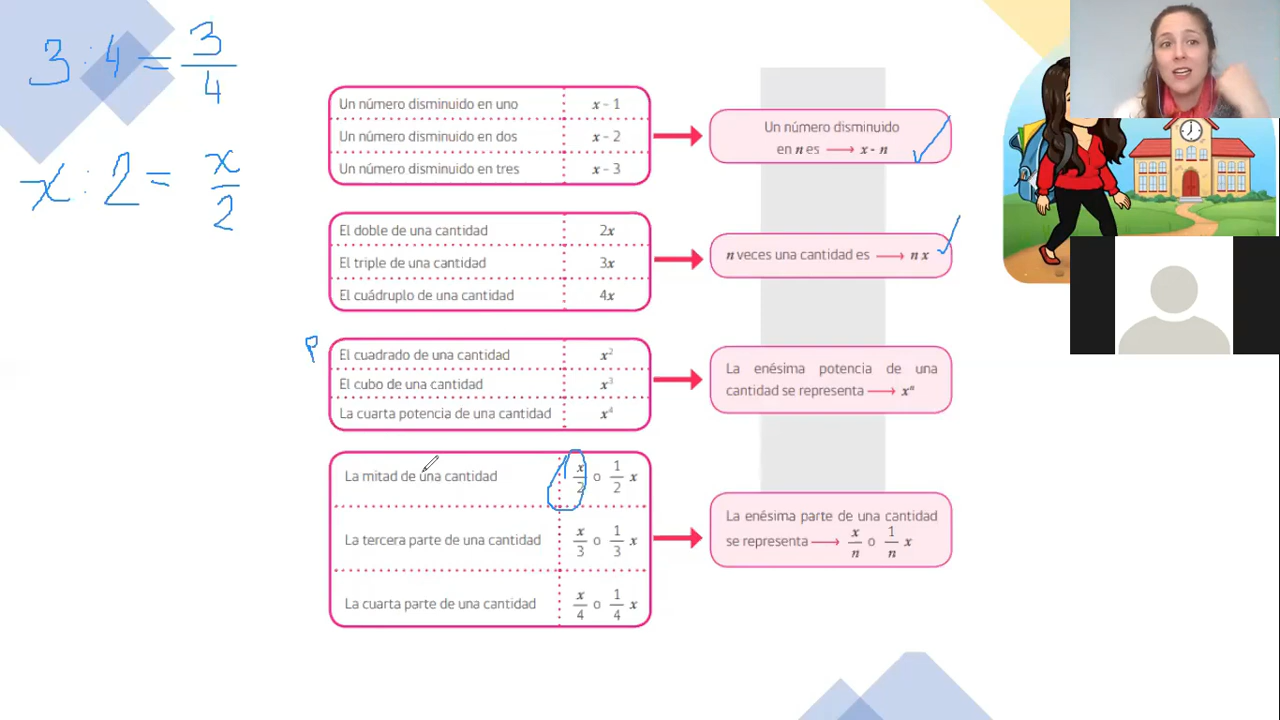 3 : 4 = 3/4
x : 2 = x/2
Un número disminuido en uno x - 1
Un número disminuido en dos x - 2
Un número disminuido en tres x - 3
Un número disminuido
en n es ⟶ x - n
El doble de una cantidad 2x
El triple de una cantidad 3x
El cuádruplo de una cantidad 4x
n veces una cantidad es ⟶ n x
P
El cuadrado de una cantidad x²
El cubo de una cantidad x³
La cuarta potencia de una cantidad x⁴
La enésima potencia de una
cantidad se representa ⟶ xⁿ
La mitad de una cantidad x/2 o 1/2 x
La tercera parte de una cantidad x/3 o 1/3 x
La cuarta parte de una cantidad x/4 o 1/4 x
La enésima parte de una cantidad
se representa ⟶ x/n o 1/n x